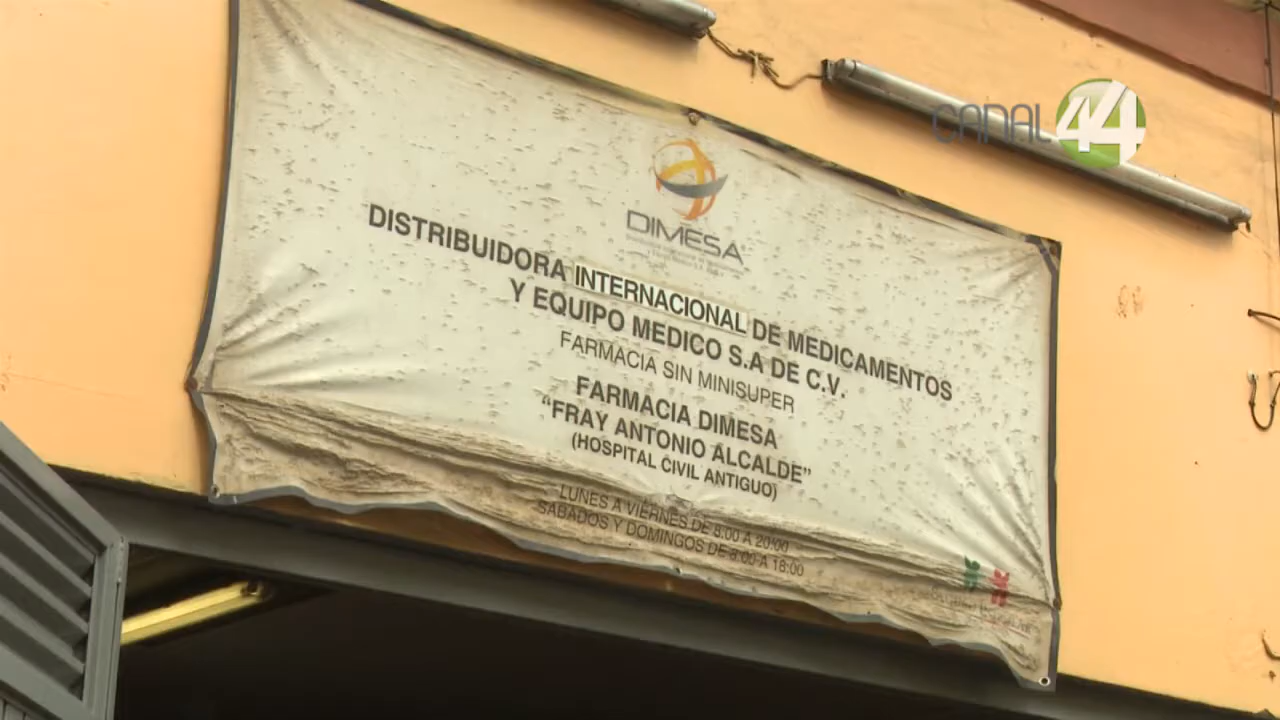 CANAL 44
DIMESA
DISTRIBUIDORA INTERNACIONAL DE MEDICAMENTOS
Y EQUIPO MEDICO S.A DE C.V.
FARMACIA SIN MINISUPER
FARMACIA DIMESA
“FRAY ANTONIO ALCALDE”
(HOSPITAL CIVIL ANTIGUO)
LUNES A VIERNES DE 8:00 A 20:00
SABADOS Y DOMINGOS DE 8:00 A 18:00